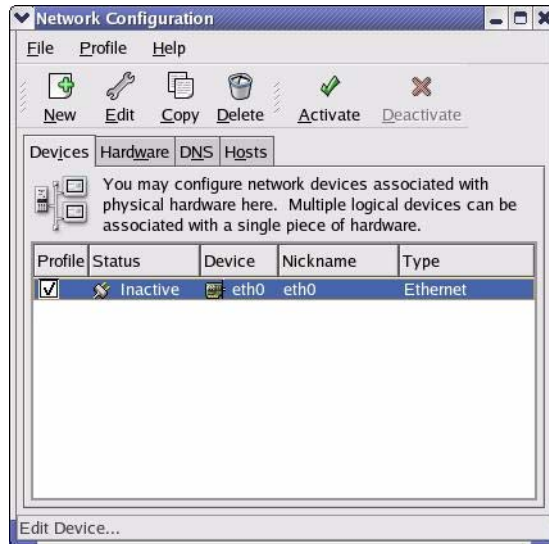 Network Configuration
File Profile Help
New Edit Copy Delete Activate Deactivate
Devices Hardware DNS Hosts
You may configure network devices associated with
physical hardware here. Multiple logical devices can be
associated with a single piece of hardware.
Profile Status Device Nickname Type
Inactive eth0 eth0 Ethernet
Edit Device...